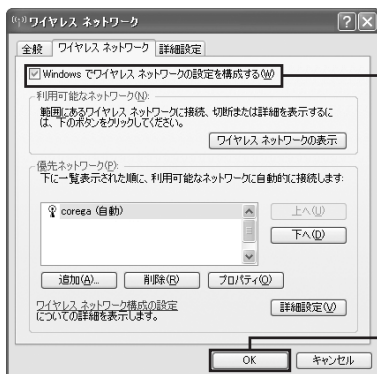 ワイヤレス ネットワーク
全般
ワイヤレス ネットワーク
詳細設定
Windows でワイヤレス ネットワークの設定を構成する(W)
利用可能なネットワーク(N):
範囲にあるワイヤレス ネットワークに接続、切断または詳細を表示するに
は、下のボタンをクリックしてください。
ワイヤレス ネットワークの表示
優先ネットワーク(P):
下に一覧表示された順に、利用可能なネットワークに自動的に接続します:
corega (自動)
上へ(U)
下へ(D)
追加(A)...
削除(R)
プロパティ(O)
ワイヤレス ネットワーク構成の設定
についての詳細を表示します。
詳細設定(V)
OK
キャンセル